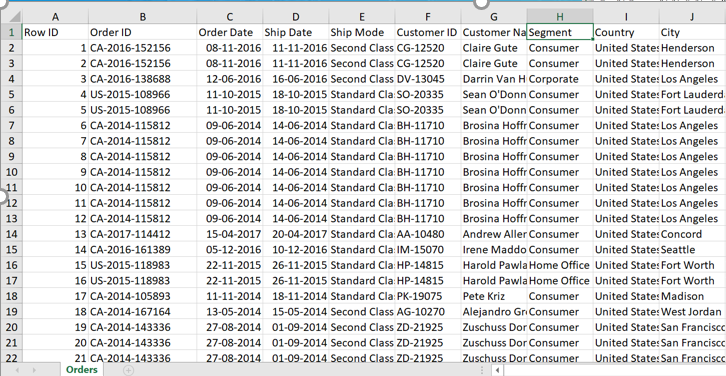 A B C D E F G H I J
1 Row ID Order ID Order Date Ship Date Ship Mode Customer ID Customer Na Segment Country City
2 1 CA-2016-152156 08-11-2016 11-11-2016 Second Class CG-12520 Claire Gute Consumer United States Henderson
3 2 CA-2016-152156 08-11-2016 11-11-2016 Second Class CG-12520 Claire Gute Consumer United States Henderson
4 3 CA-2016-138688 12-06-2016 16-06-2016 Second Class DV-13045 Darrin Van H Corporate United States Los Angeles
5 4 US-2015-108966 11-10-2015 18-10-2015 Standard Cla SO-20335 Sean O'Donn Consumer United States Fort Lauderd
6 5 US-2015-108966 11-10-2015 18-10-2015 Standard Cla SO-20335 Sean O'Donn Consumer United States Fort Lauderd
7 6 CA-2014-115812 09-06-2014 14-06-2014 Standard Cla BH-11710 Brosina Hoffr Consumer United States Los Angeles
8 7 CA-2014-115812 09-06-2014 14-06-2014 Standard Cla BH-11710 Brosina Hoffr Consumer United States Los Angeles
9 8 CA-2014-115812 09-06-2014 14-06-2014 Standard Cla BH-11710 Brosina Hoffr Consumer United States Los Angeles
10 9 CA-2014-115812 09-06-2014 14-06-2014 Standard Cla BH-11710 Brosina Hoffr Consumer United States Los Angeles
11 10 CA-2014-115812 09-06-2014 14-06-2014 Standard Cla BH-11710 Brosina Hoffr Consumer United States Los Angeles
12 11 CA-2014-115812 09-06-2014 14-06-2014 Standard Cla BH-11710 Brosina Hoffr Consumer United States Los Angeles
13 12 CA-2014-115812 09-06-2014 14-06-2014 Standard Cla BH-11710 Brosina Hoffr Consumer United States Los Angeles
14 13 CA-2017-114412 15-04-2017 20-04-2017 Standard Cla AA-10480 Andrew Aller Consumer United States Concord
15 14 CA-2016-161389 05-12-2016 10-12-2016 Standard Cla IM-15070 Irene Maddo Consumer United States Seattle
16 15 US-2015-118983 22-11-2015 26-11-2015 Standard Cla HP-14815 Harold Pawla Home Office United States Fort Worth
17 16 US-2015-118983 22-11-2015 26-11-2015 Standard Cla HP-14815 Harold Pawla Home Office United States Fort Worth
18 17 CA-2014-105893 11-11-2014 18-11-2014 Standard Cla PK-19075 Pete Kriz Consumer United States Madison
19 18 CA-2014-167164 13-05-2014 15-05-2014 Second Class AG-10270 Alejandro Gr Consumer United States West Jordan
20 19 CA-2014-143336 27-08-2014 01-09-2014 Second Class ZD-21925 Zuschuss Dor Consumer United States San Francisc
21 20 CA-2014-143336 27-08-2014 01-09-2014 Second Class ZD-21925 Zuschuss Dor Consumer United States San Francisc
22 21 CA-2014-143336 27-08-2014 01-09-2014 Second Class ZD-21925 Zuschuss Dor Consumer United States San Francisc
Orders